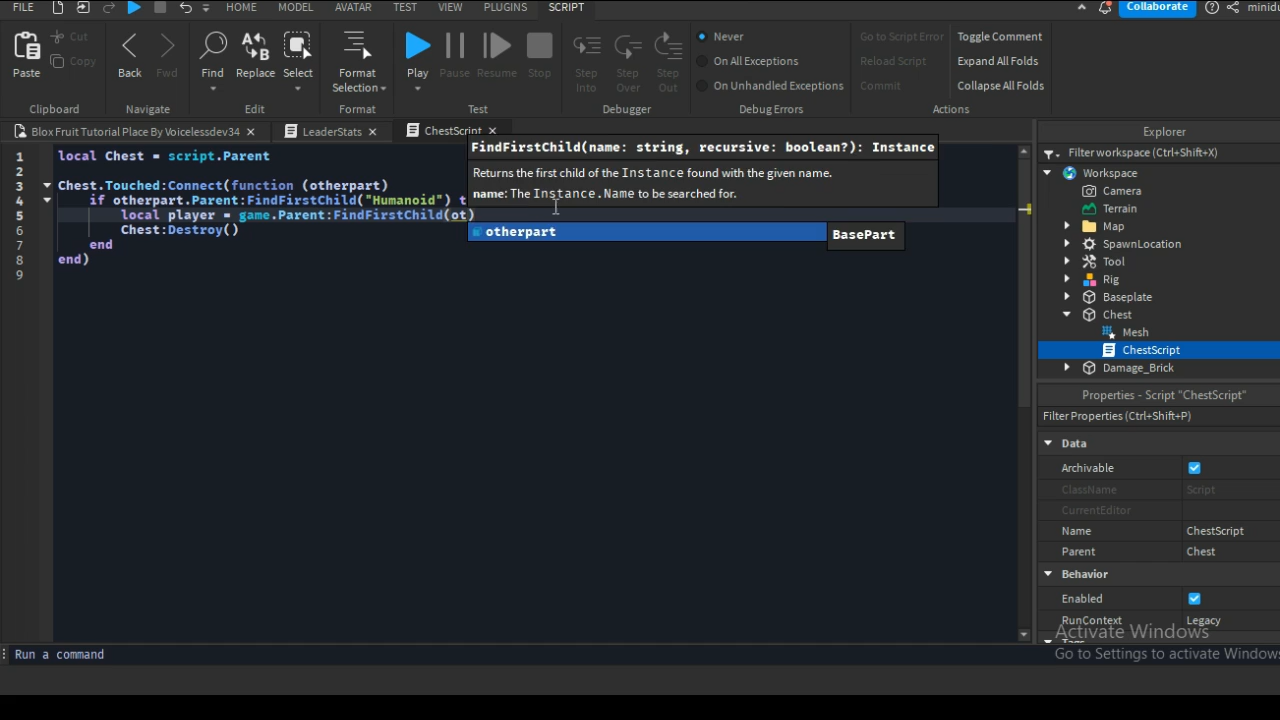 FILE HOME MODEL AVATAR TEST VIEW PLUGINS SCRIPT Collaborate
Paste Cut Copy Back Fwd Find Replace Select Format Selection Play Pause Resume Stop Step Into Step Over Step Out
Never Go to Script Error Toggle Comment
On All Exceptions Reload Script Expand All Folds
On Unhandled Exceptions Commit Collapse All Folds
Clipboard Navigate Edit Format Test Debugger Debug Errors Actions
Blox Fruit Tutorial Place By Voicelessdev34 LeaderStats ChestScript
FindFirstChild(name: string, recursive: boolean?): Instance
Returns the first child of the Instance found with the given name.
name: The Instance.Name to be searched for.
1 local Chest = script.Parent
2
3 Chest.Touched:Connect(function (otherpart)
4 if otherpart.Parent:FindFirstChild("Humanoid") t
5 local player = game.Parent:FindFirstChild(ot)
6 Chest:Destroy()
7 end
8 end)
9
otherpart BasePart
Explorer
Filter workspace (Ctrl+Shift+X)
Workspace
Camera
Terrain
Map
SpawnLocation
Tool
Rig
Baseplate
Chest
Mesh
ChestScript
Damage_Brick
Properties - Script "ChestScript"
Filter Properties (Ctrl+Shift+P)
Data
Archivable
ClassName Script
CurrentEditor
Name ChestScript
Parent Chest
Behavior
Enabled
RunContext Legacy
Tags
Activate Windows
Go to Settings to activate Windows
Run a command